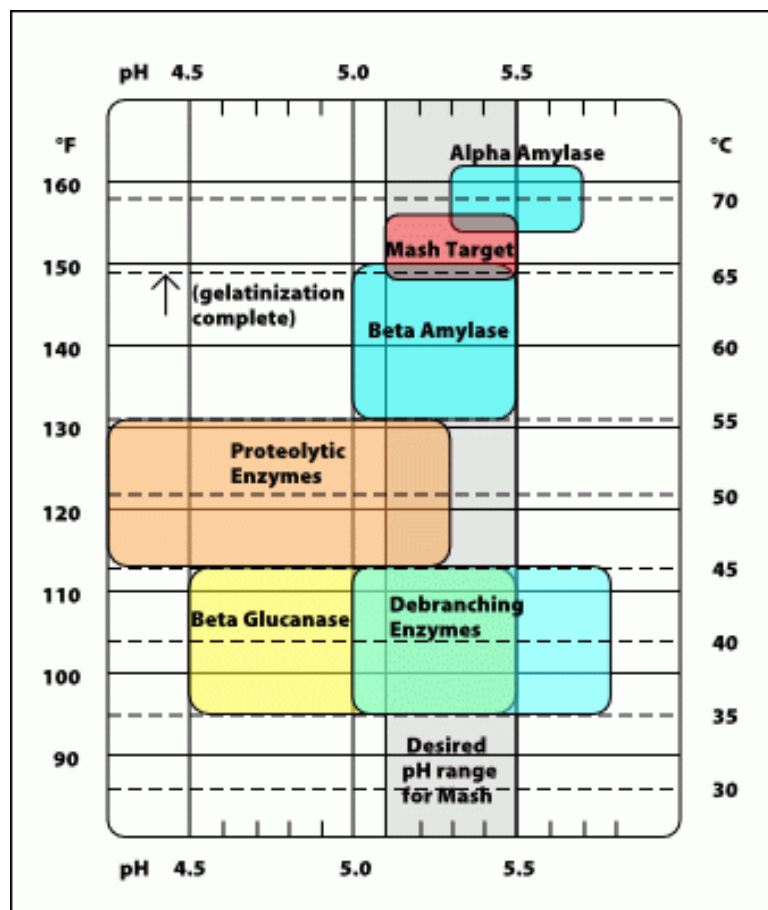 pH 4.5 5.0 5.5
°F °C
Alpha Amylase
160
70
Mash Target
150
65
(gelatinization
complete)
Beta Amylase
140 60
55
130
Proteolytic
Enzymes
50
120
45
110
Beta Glucanase
Debranching
Enzymes
40
100
35
90
Desired
pH range
for Mash
30
pH 4.5 5.0 5.5